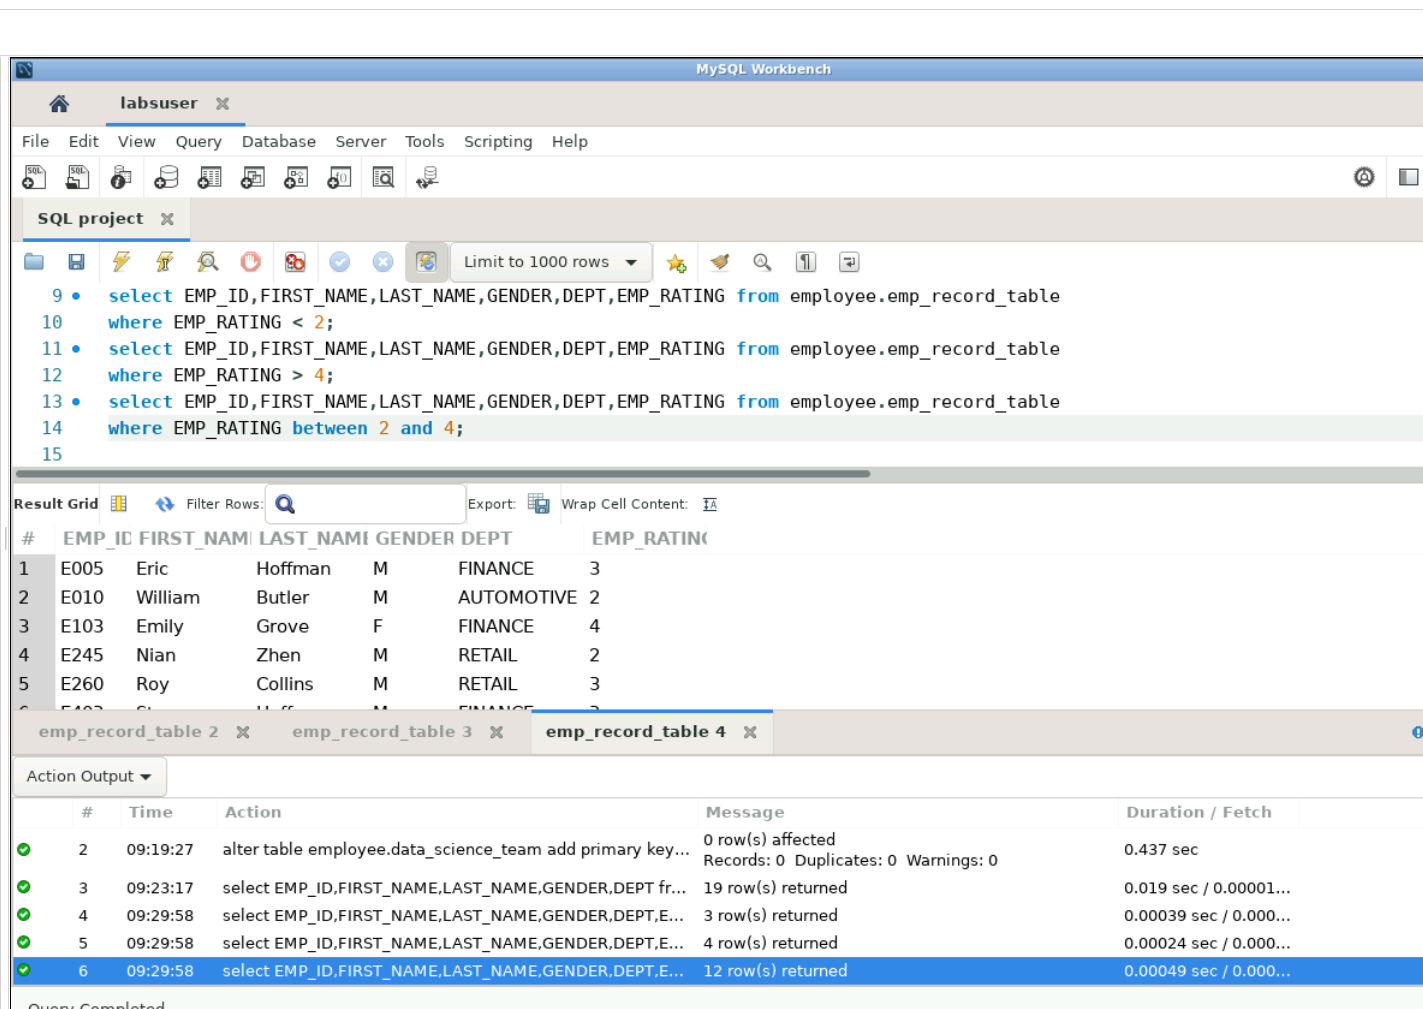 MySQL Workbench
labsuser
File Edit View Query Database Server Tools Scripting Help
SQL project
Limit to 1000 rows
9 select EMP_ID,FIRST_NAME,LAST_NAME,GENDER,DEPT,EMP_RATING from employee.emp_record_table
10 where EMP_RATING < 2;
11 select EMP_ID,FIRST_NAME,LAST_NAME,GENDER,DEPT,EMP_RATING from employee.emp_record_table
12 where EMP_RATING > 4;
13 select EMP_ID,FIRST_NAME,LAST_NAME,GENDER,DEPT,EMP_RATING from employee.emp_record_table
14 where EMP_RATING between 2 and 4;
15
Result Grid Filter Rows: Export: Wrap Cell Content:
# EMP_ID FIRST_NAM LAST_NAME GENDER DEPT EMP_RATING
1 E005 Eric Hoffman M FINANCE 3
2 E010 William Butler M AUTOMOTIVE 2
3 E103 Emily Grove F FINANCE 4
4 E245 Nian Zhen M RETAIL 2
5 E260 Roy Collins M RETAIL 3
emp_record_table 2 emp_record_table 3 emp_record_table 4
Action Output
# Time Action Message Duration / Fetch
2 09:19:27 alter table employee.data_science_team add primary key... 0 row(s) affected
Records: 0 Duplicates: 0 Warnings: 0 0.437 sec
3 09:23:17 select EMP_ID,FIRST_NAME,LAST_NAME,GENDER,DEPT fr... 19 row(s) returned 0.019 sec / 0.00001...
4 09:29:58 select EMP_ID,FIRST_NAME,LAST_NAME,GENDER,DEPT,E... 3 row(s) returned 0.00039 sec / 0.000...
5 09:29:58 select EMP_ID,FIRST_NAME,LAST_NAME,GENDER,DEPT,E... 4 row(s) returned 0.00024 sec / 0.000...
6 09:29:58 select EMP_ID,FIRST_NAME,LAST_NAME,GENDER,DEPT,E... 12 row(s) returned 0.00049 sec / 0.000...
Query Completed